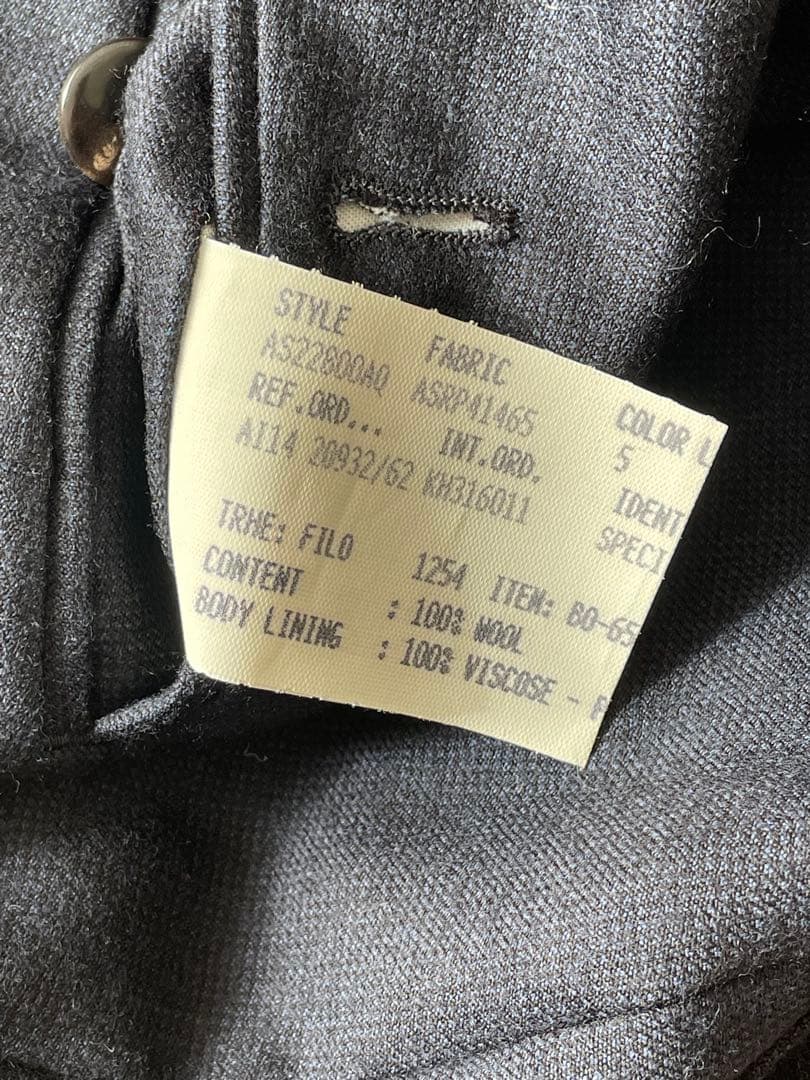 STYLE FABRIC COLOR L
AS22800AQ ASRP41465 5
REF.ORD... INT.ORD. IDENT
AI14 20932/62 KH316011 SPECI
TRHE: FILO 1254 ITEM: BO-65
CONTENT : 100% WOOL
BODY LINING : 100% VISCOSE - F